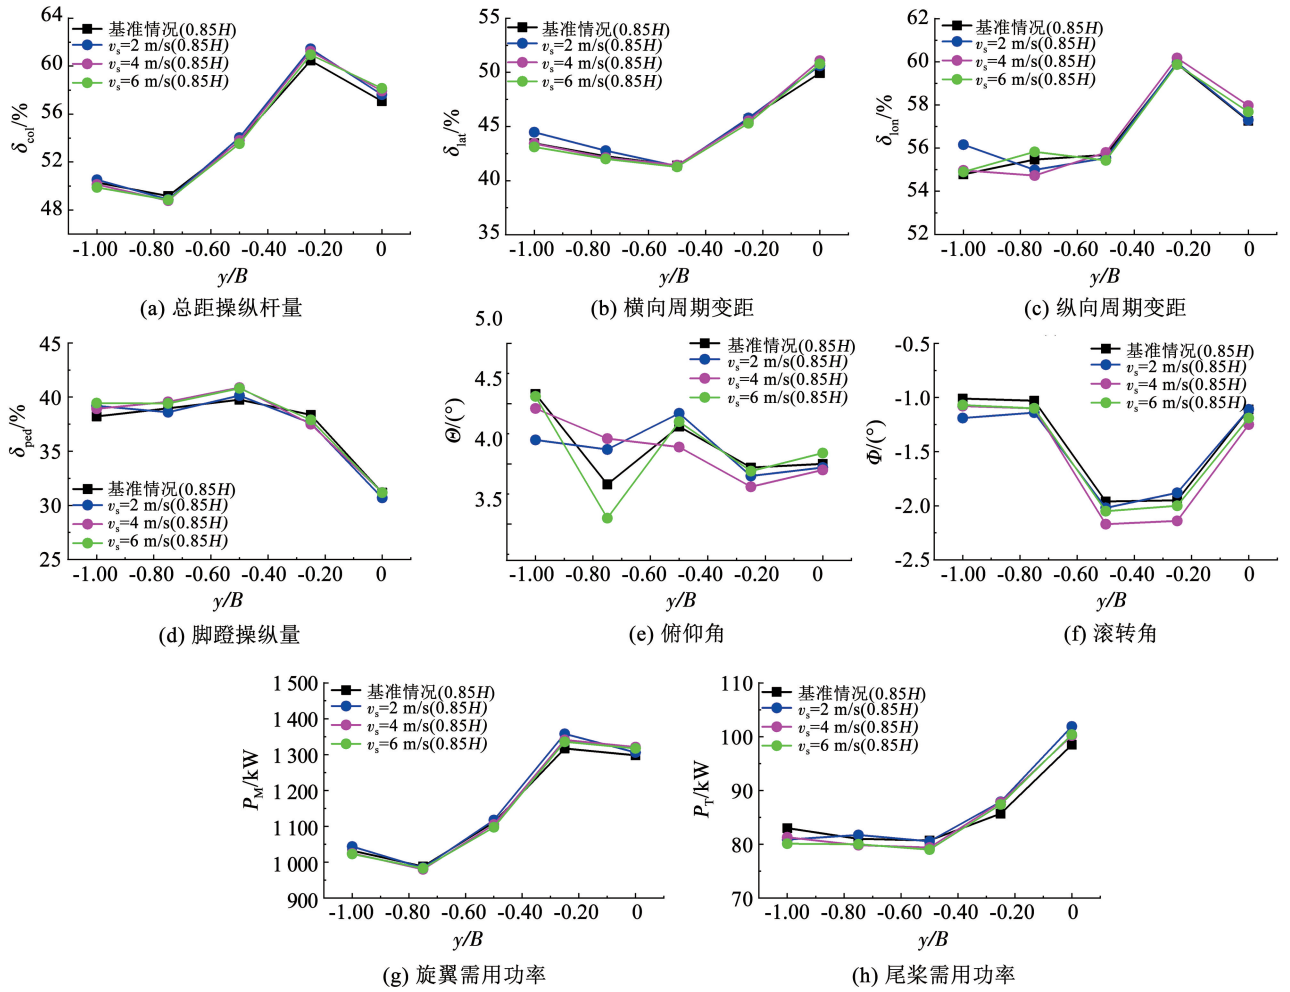 64
60
56
52
48
δcol/%
基准情况(0.85H)
vs=2 m/s(0.85H)
vs=4 m/s(0.85H)
vs=6 m/s(0.85H)
-1.00 -0.80 -0.60 -0.40 -0.20 0
y/B
(a) 总距操纵杆量
55
50
45
40
35
δlat/%
基准情况(0.85H)
vs=2 m/s(0.85H)
vs=4 m/s(0.85H)
vs=6 m/s(0.85H)
-1.00 -0.80 -0.60 -0.40 -0.20 0
y/B
(b) 横向周期变距
62
60
58
56
54
52
δlon/%
基准情况(0.85H)
vs=2 m/s(0.85H)
vs=4 m/s(0.85H)
vs=6 m/s(0.85H)
-1.00 -0.80 -0.60 -0.40 -0.20 0
y/B
(c) 纵向周期变距
45
40
35
30
25
δped/%
基准情况(0.85H)
vs=2 m/s(0.85H)
vs=4 m/s(0.85H)
vs=6 m/s(0.85H)
-1.00 -0.80 -0.60 -0.40 -0.20 0
y/B
(d) 脚蹬操纵量
5.0
4.5
4.0
3.5
Θ/(°)
基准情况(0.85H)
vs=2 m/s(0.85H)
vs=4 m/s(0.85H)
vs=6 m/s(0.85H)
-1.00 -0.80 -0.60 -0.40 -0.20 0
y/B
(e) 俯仰角
-0.5
-1.0
-1.5
-2.0
-2.5
Φ/(°)
基准情况(0.85H)
vs=2 m/s(0.85H)
vs=4 m/s(0.85H)
vs=6 m/s(0.85H)
-1.00 -0.80 -0.60 -0.40 -0.20 0
y/B
(f) 滚转角
1 500
1 400
1 300
1 200
1 100
1 000
900
PM/kW
基准情况(0.85H)
vs=2 m/s(0.85H)
vs=4 m/s(0.85H)
vs=6 m/s(0.85H)
-1.00 -0.80 -0.60 -0.40 -0.20 0
y/B
(g) 旋翼需用功率
110
100
90
80
70
PT/kW
基准情况(0.85H)
vs=2 m/s(0.85H)
vs=4 m/s(0.85H)
vs=6 m/s(0.85H)
-1.00 -0.80 -0.60 -0.40 -0.20 0
y/B
(h) 尾桨需用功率